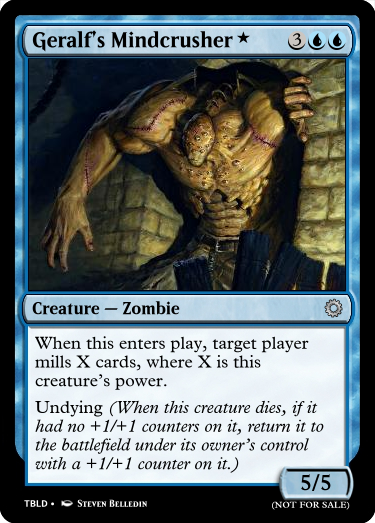 Geralf's Mindcrusher★ 3
Creature — Zombie
When this enters play, target player
mills X cards, where X is this
creature's power.
Undying (When this creature dies, if it
had no +1/+1 counters on it, return it to
the battlefield under its owner's control
with a +1/+1 counter on it.)
5/5
TBLD • Steven Belledin
(NOT FOR SALE)